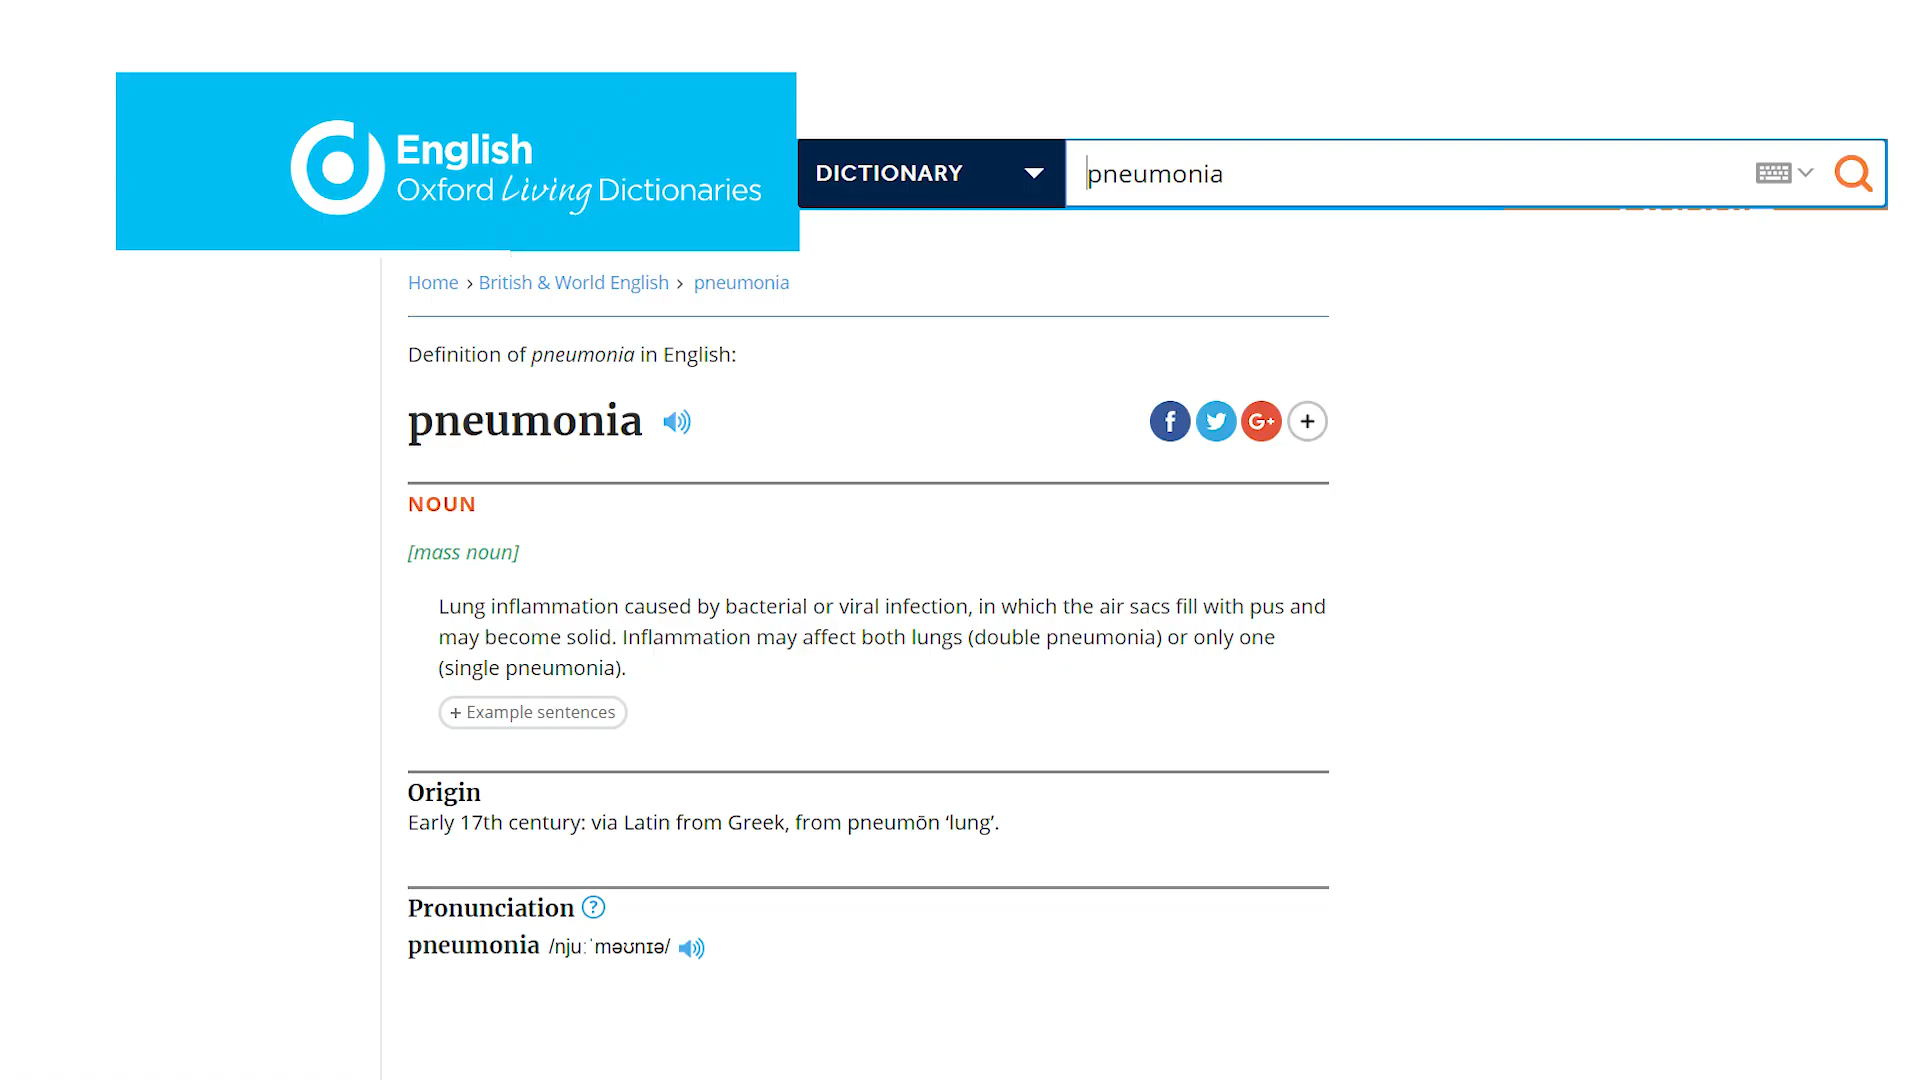 English
Oxford Living Dictionaries
DICTIONARY
pneumonia
Home › British & World English › pneumonia
Definition of pneumonia in English:
pneumonia
f
G+
+
NOUN
[mass noun]
Lung inflammation caused by bacterial or viral infection, in which the air sacs fill with pus and
may become solid. Inflammation may affect both lungs (double pneumonia) or only one
(single pneumonia).
+ Example sentences
Origin
Early 17th century: via Latin from Greek, from pneumōn ‘lung’.
Pronunciation ?
pneumonia /njuːˈməʊnɪə/